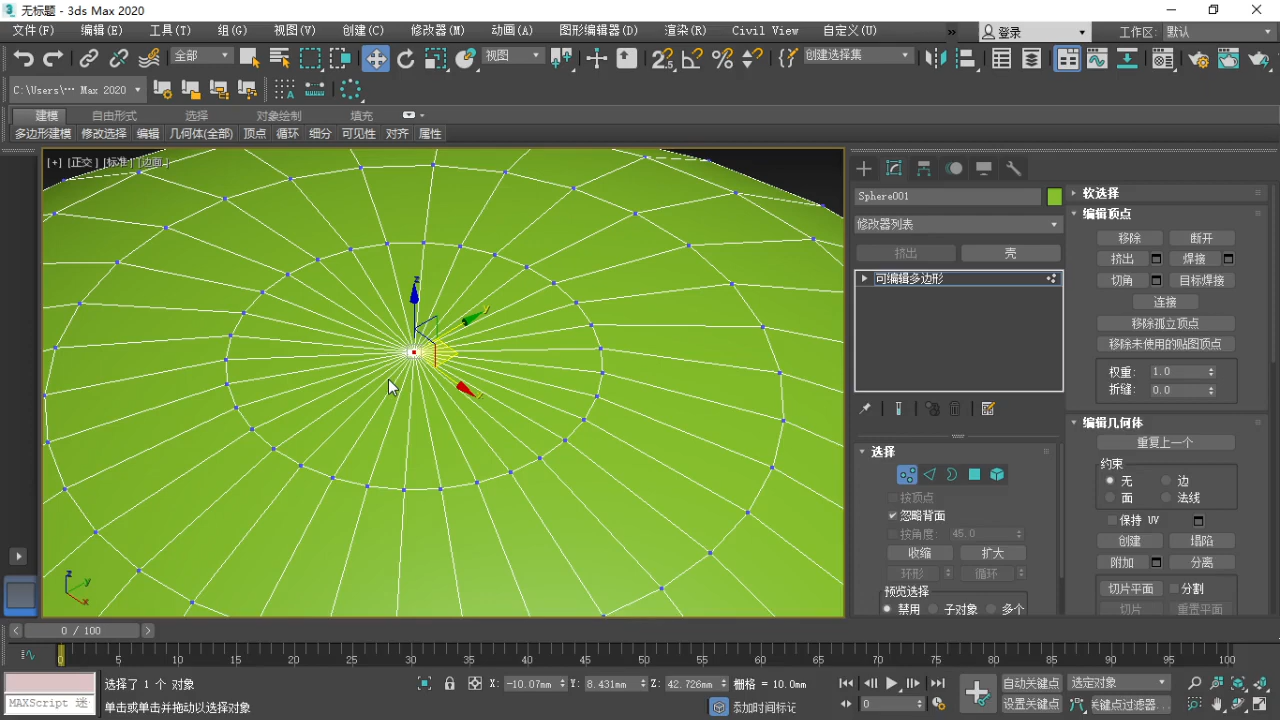 无标题 - 3ds Max 2020
文件(F) 编辑(E) 工具(T) 组(G) 视图(V) 创建(C) 修改器(M) 动画(A) 图形编辑器(D) 渲染(R) Civil View 自定义(U) » 登录 工作区: 默认
全部 视图 创建选择集
C:\Users\··· Max 2020
建模 自由形式 选择 对象绘制 填充
多边形建模 修改选择 编辑 几何体(全部) 顶点 循环 细分 可见性 对齐 属性
[+] [正交] [标准] [边面]
Sphere001
修改器列表
挤出 壳
可编辑多边形
选择
按顶点
忽略背面
按角度: 45.0
收缩 扩大
环形 循环
预览选择
禁用 子对象 多个
软选择
编辑顶点
移除 断开
挤出 焊接
切角 目标焊接
连接
移除孤立顶点
移除未使用的贴图顶点
权重: 1.0
折缝: 0.0
编辑几何体
重复上一个
约束
无 边
面 法线
保持 UV
创建 塌陷
附加 分离
切片平面 分割
切片 重置平面
z
y
x
z
y
x
< 0 / 100 >
0 5 10 15 20 25 30 35 40 45 50 55 60 65 70 75 80 85 90 95 100
选择了 1 个 对象 X: -10.07mm Y: 8.431mm Z: 42.726mm 栅格 = 10.0mm 自动关键点 选定对象
MAXScript 迷 单击或单击并拖动以选择对象 添加时间标记 0 设置关键点 关键点过滤器...